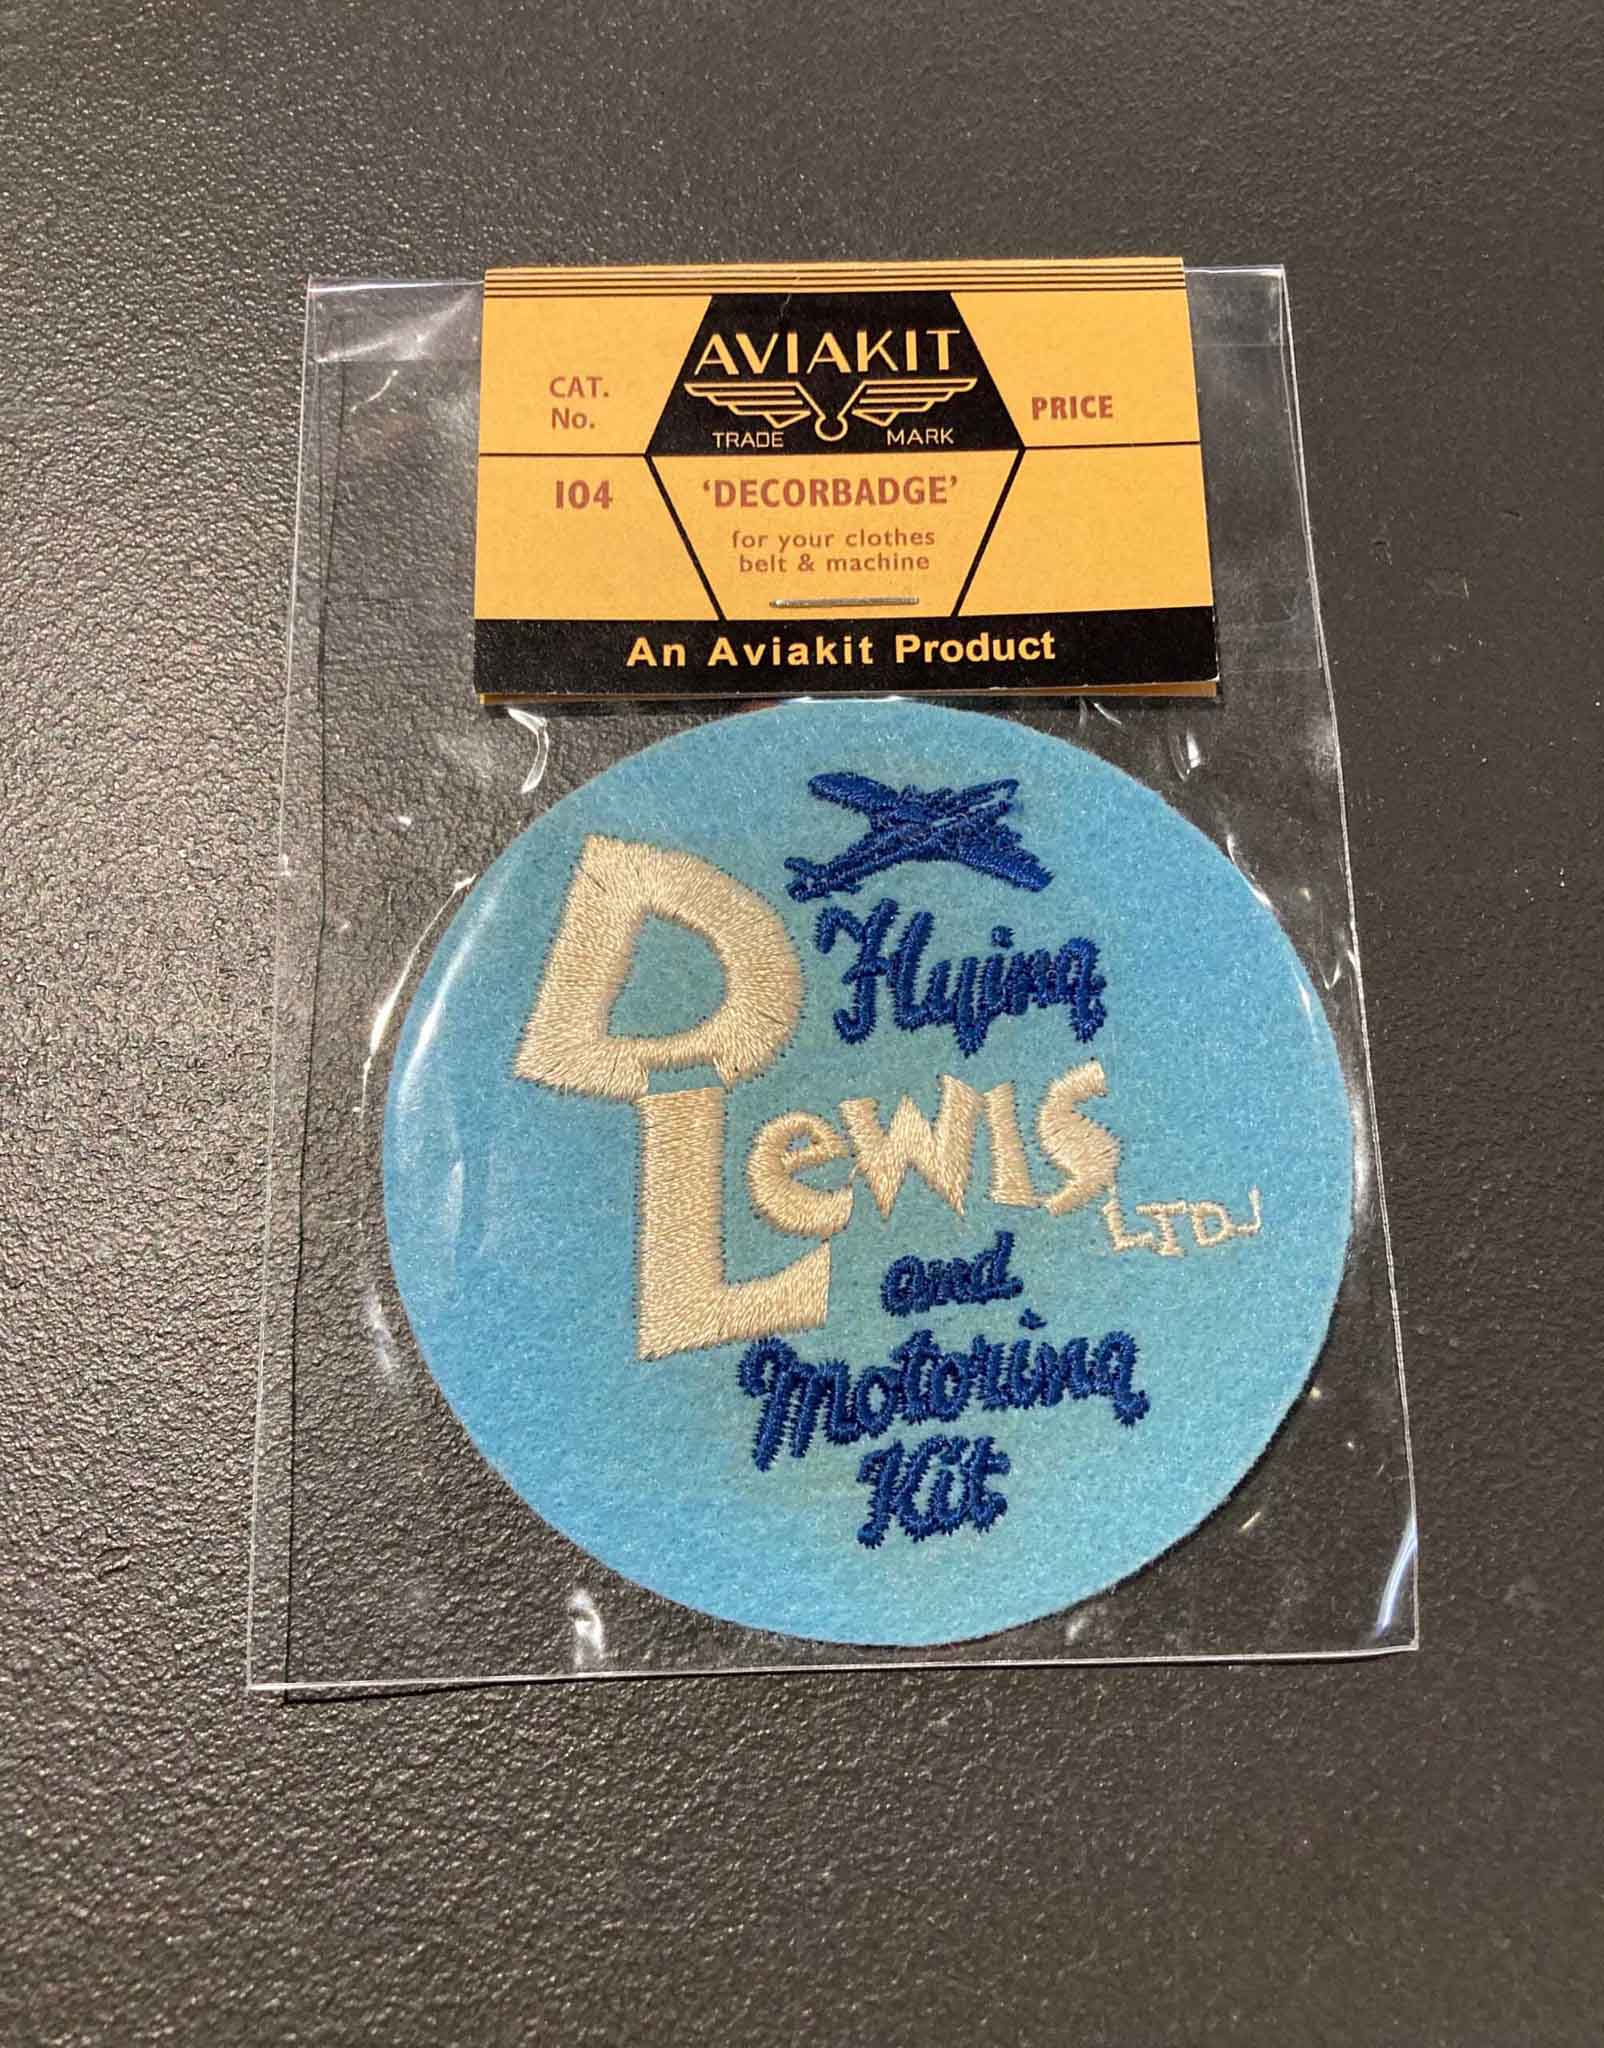 AVIAKIT
TRADE MARK
CAT.
No.
PRICE
104
'DECORBADGE'
for your clothes
belt & machine
An Aviakit Product
Flying
D Lewis LTD.
and
Motoring
Kit